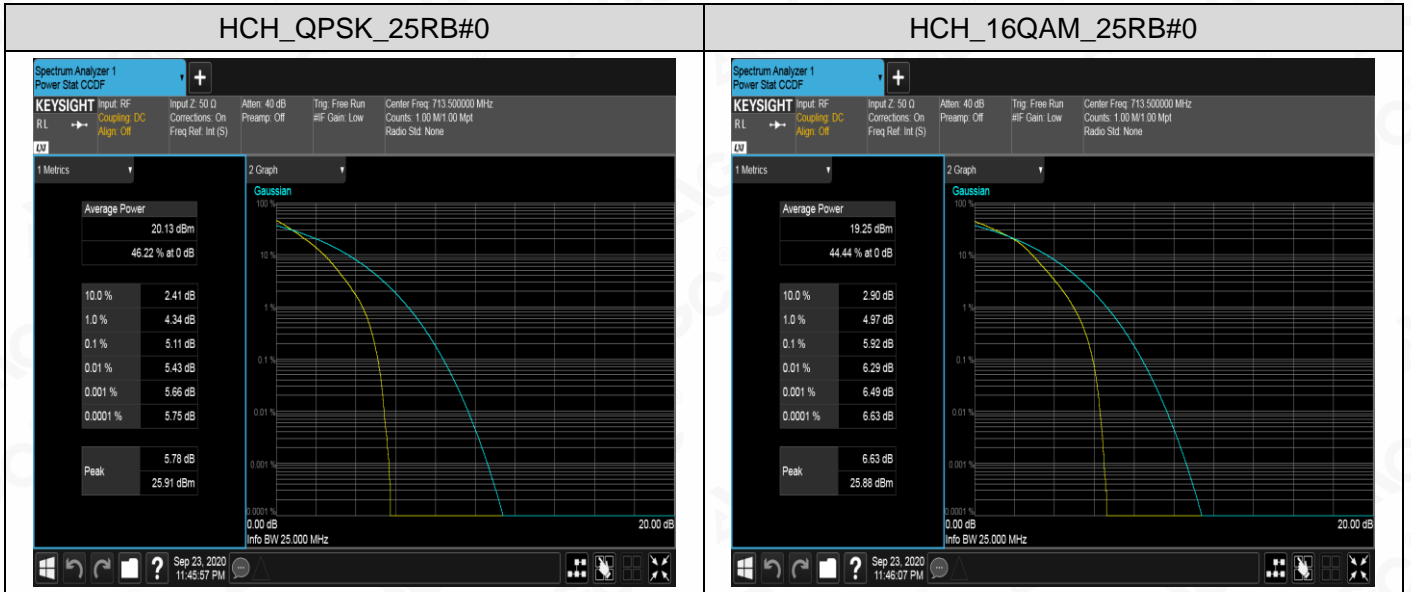 HCH_QPSK_25RB#0
Spectrum Analyzer 1
Power Stat CCDF
+
KEYSIGHT
RL
LXI
Input: RF
Coupling: DC
Align: Off
Input Z: 50 Ω
Corrections: On
Freq Ref: Int (S)
Atten: 40 dB
Preamp: Off
Trig: Free Run
#IF Gain: Low
Center Freq: 713.500000 MHz
Counts: 1.00 M/1.00 Mpt
Radio Std: None
1 Metrics
Average Power
20.13 dBm
46.22 % at 0 dB
10.0 % 2.41 dB
1.0 % 4.34 dB
0.1 % 5.11 dB
0.01 % 5.43 dB
0.001 % 5.66 dB
0.0001 % 5.75 dB
Peak
5.78 dB
25.91 dBm
2 Graph
Gaussian
100 %
10 %
1 %
0.1 %
0.01 %
0.001 %
0.0001 %
0.00 dB 20.00 dB
Info BW 25.000 MHz
?
Sep 23, 2020
11:45:57 PM
HCH_16QAM_25RB#0
Spectrum Analyzer 1
Power Stat CCDF
+
KEYSIGHT
RL
LXI
Input: RF
Coupling: DC
Align: Off
Input Z: 50 Ω
Corrections: On
Freq Ref: Int (S)
Atten: 40 dB
Preamp: Off
Trig: Free Run
#IF Gain: Low
Center Freq: 713.500000 MHz
Counts: 1.00 M/1.00 Mpt
Radio Std: None
1 Metrics
Average Power
19.25 dBm
44.44 % at 0 dB
10.0 % 2.90 dB
1.0 % 4.97 dB
0.1 % 5.92 dB
0.01 % 6.29 dB
0.001 % 6.49 dB
0.0001 % 6.63 dB
Peak
6.63 dB
25.88 dBm
2 Graph
Gaussian
100 %
10 %
1 %
0.1 %
0.01 %
0.001 %
0.0001 %
0.00 dB 20.00 dB
Info BW 25.000 MHz
?
Sep 23, 2020
11:46:07 PM